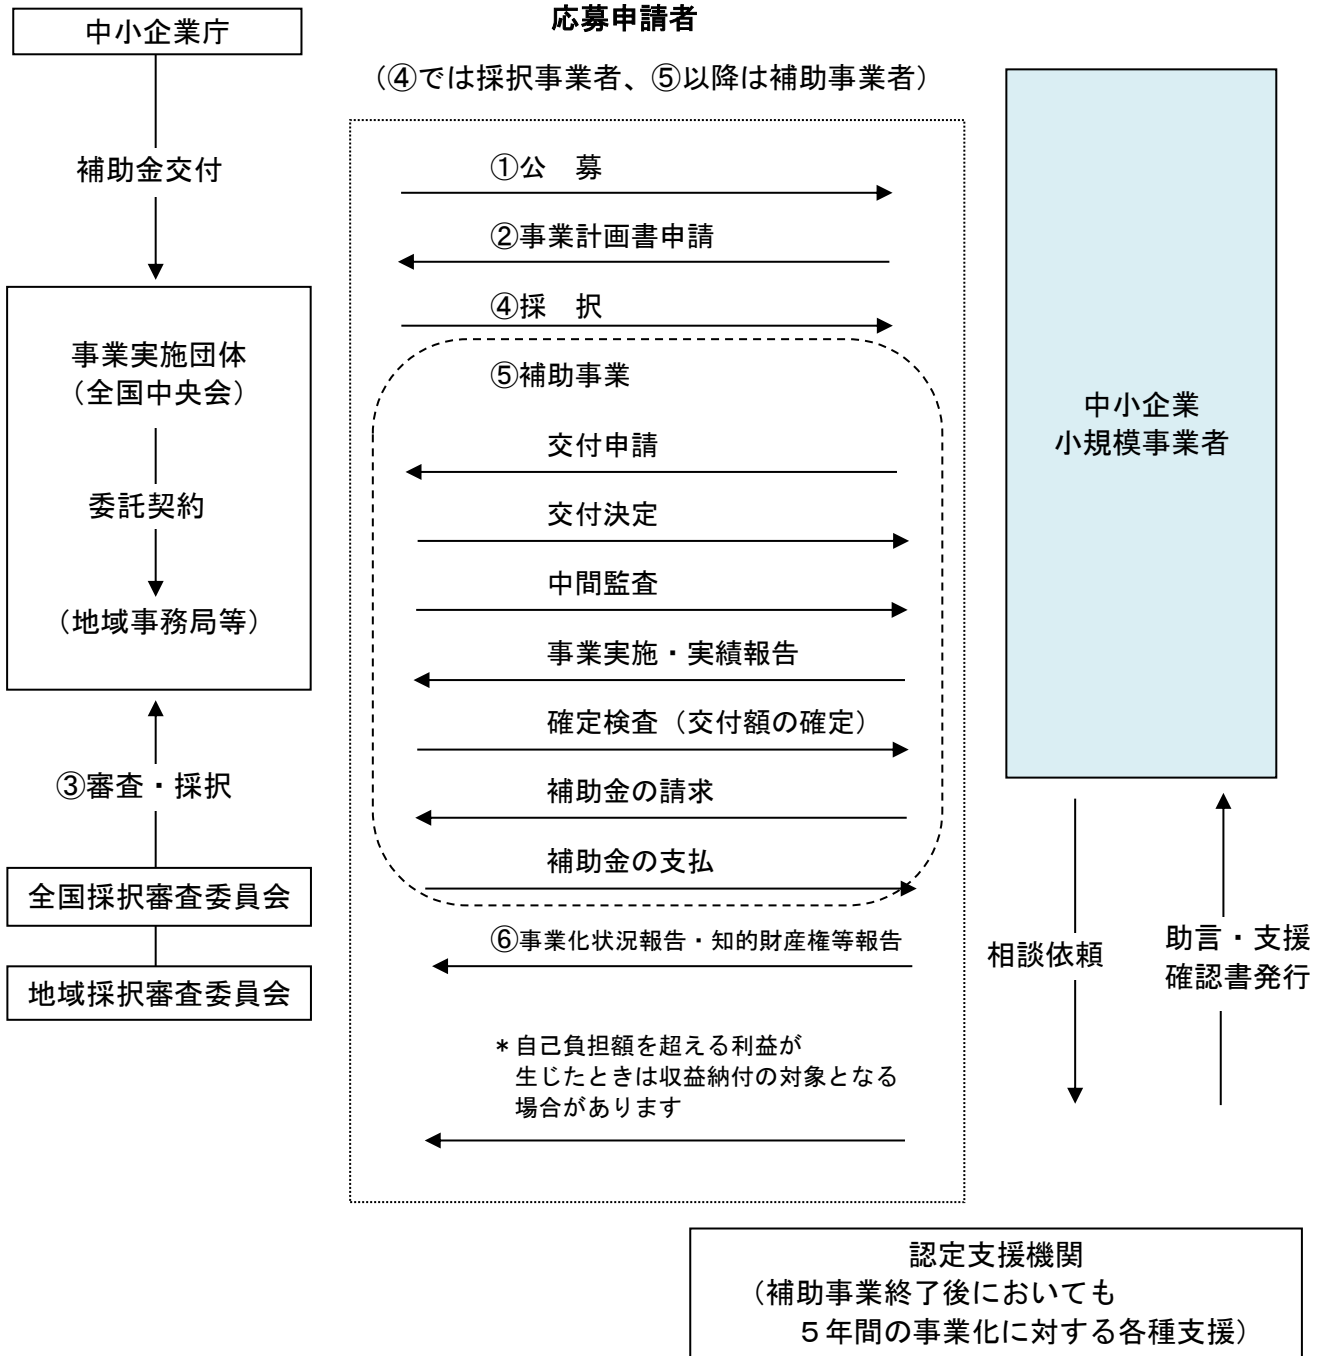 中小企業庁
補助金交付
事業実施団体
（全国中央会）
委託契約
（地域事務局等）
③審査・採択
全国採択審査委員会
地域採択審査委員会
応募申請者
（④では採択事業者、⑤以降は補助事業者）
①公　募
②事業計画書申請
④採　択
⑤補助事業
交付申請
交付決定
中間監査
事業実施・実績報告
確定検査（交付額の確定）
補助金の請求
補助金の支払
⑥事業化状況報告・知的財産権等報告
＊自己負担額を超える利益が
生じたときは収益納付の対象となる
場合があります
中小企業
小規模事業者
相談依頼
助言・支援
確認書発行
認定支援機関
（補助事業終了後においても
５年間の事業化に対する各種支援）